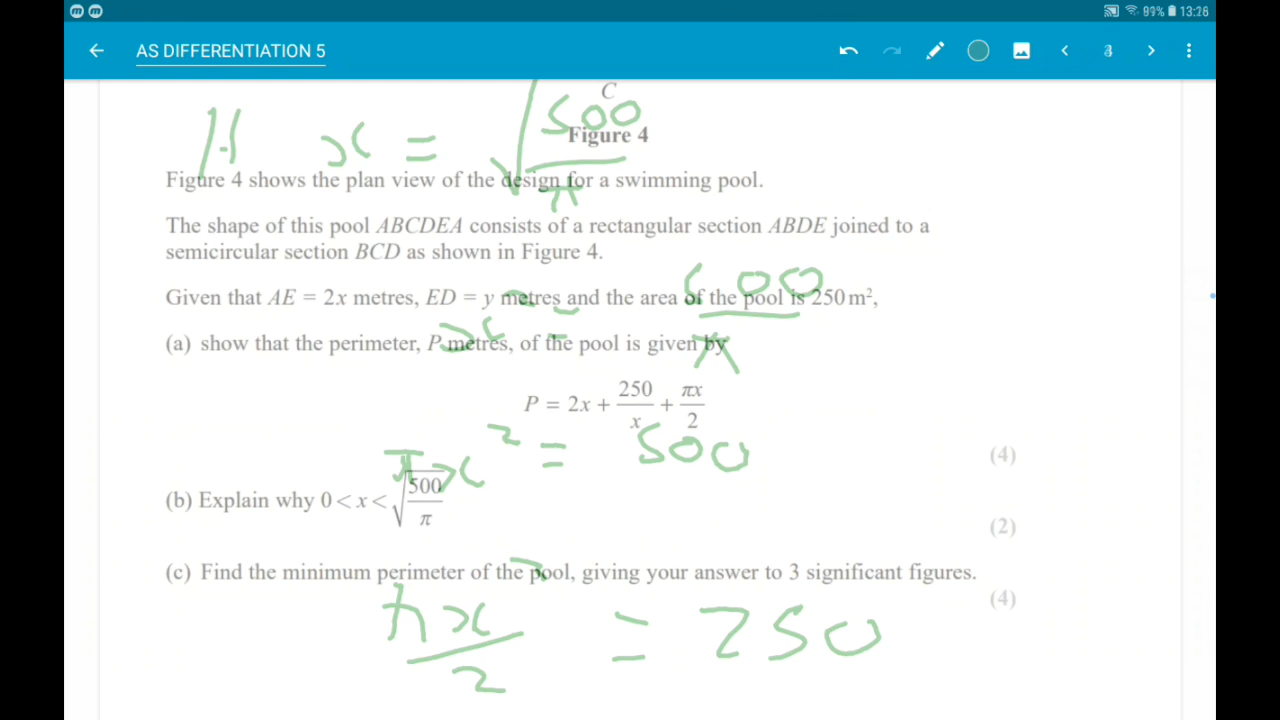 89% 13:26
AS DIFFERENTIATION 5
3
C
500
x = √
Figure 4
π
Figure 4 shows the plan view of the design for a swimming pool.
The shape of this pool ABCDEA consists of a rectangular section ABDE joined to a
semicircular section BCD as shown in Figure 4.
500
Given that AE = 2x metres, ED = y metres and the area of the pool is 250 m²,
x² =
π
(a) show that the perimeter, P metres, of the pool is given by
P = 2x + 250/x + πx/2
πx² = 500
(4)
(b) Explain why 0 < x < √(500/π)
(2)
(c) Find the minimum perimeter of the pool, giving your answer to 3 significant figures.
(4)
πx²/2 = 250